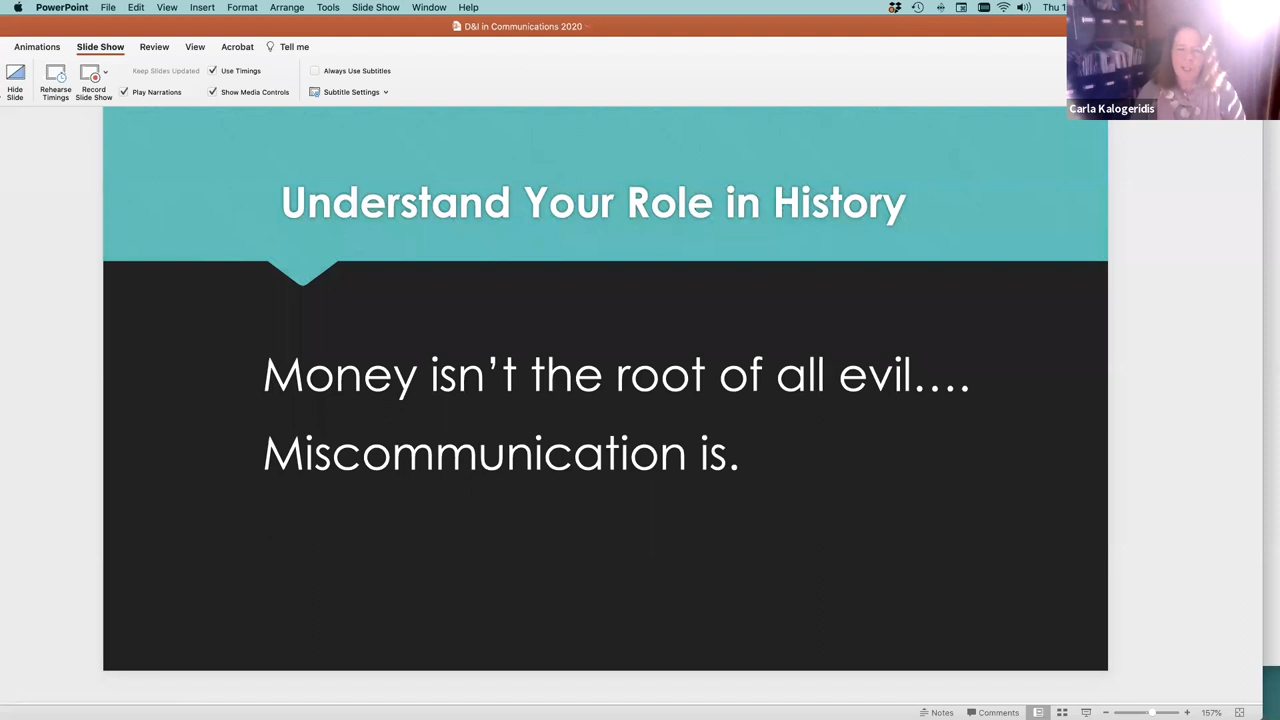 PowerPoint File Edit View Insert Format Arrange Tools Slide Show Window Help Thu 1
D&I in Communications 2020
Animations Slide Show Review View Acrobat Tell me
Keep Slides Updated Use Timings Always Use Subtitles
Hide Slide Rehearse Timings Record Slide Show Play Narrations Show Media Controls Subtitle Settings
Carla Kalogeridis
Understand Your Role in History
Money isn’t the root of all evil….
Miscommunication is.
Notes Comments 157%